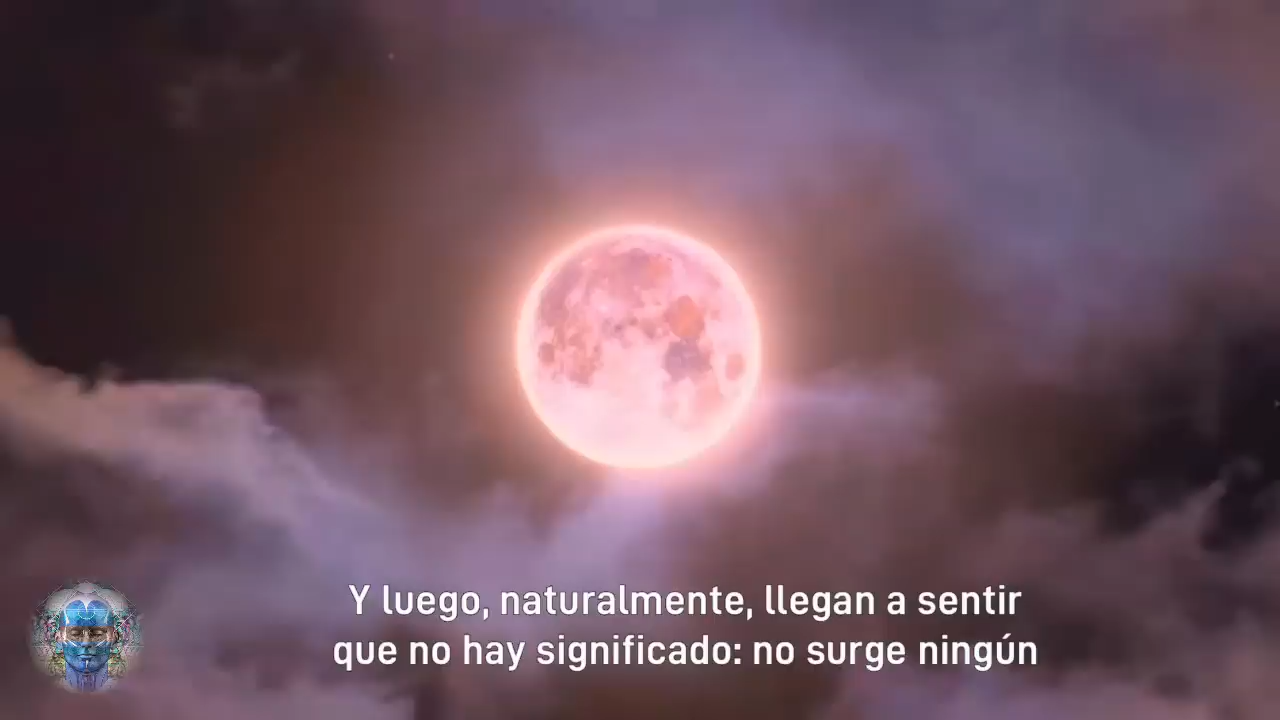 Y luego, naturalmente, llegan a sentir
que no hay significado: no surge ningún